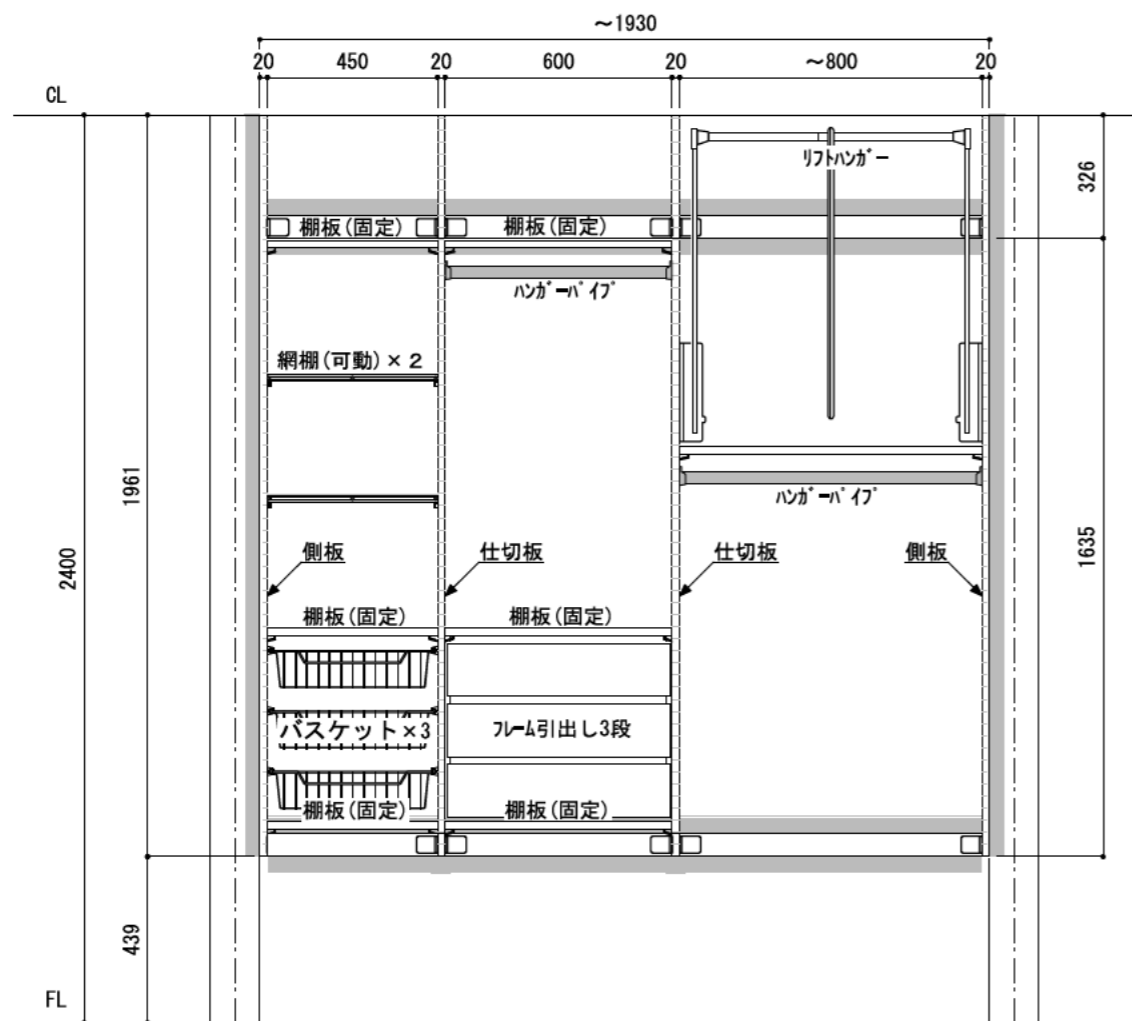 ~1930
20 450 20 600 20 ~800 20
CL
リフトハンガー
326
棚板(固定) 棚板(固定)
ハンガーパイプ
網棚(可動)×2
1961
ハンガーパイプ
2400
側板 仕切板 仕切板 側板
1635
棚板(固定) 棚板(固定)
バスケット×3 フレーム引出し3段
棚板(固定) 棚板(固定)
439
FL